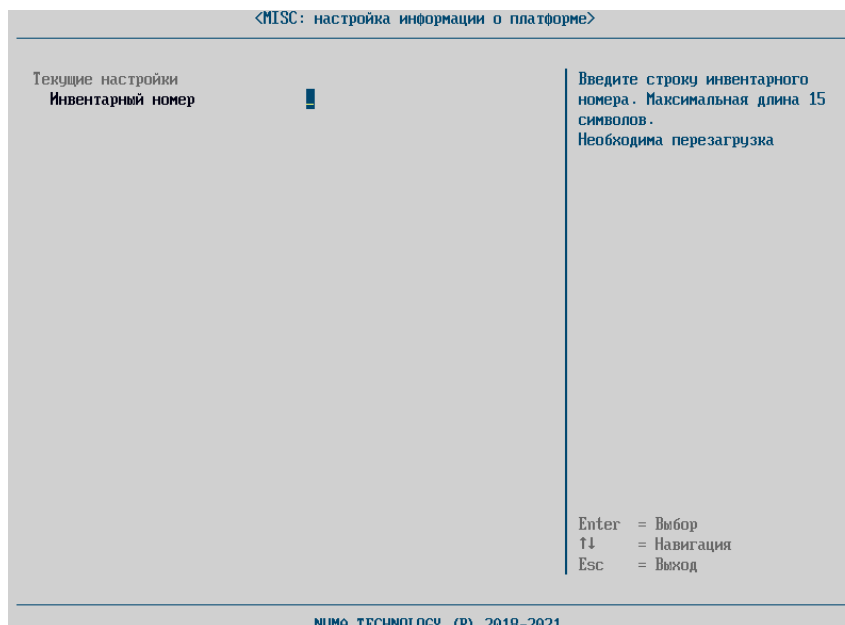 <MISC: настройка информации о платформе>
Текущие настройки
Инвентарный номер _
Введите строку инвентарного
номера. Максимальная длина 15
символов.
Необходима перезагрузка
Enter = Выбор
↑↓ = Навигация
Esc = Выход
NUMA TECHNOLOGY (R) 2018-2021